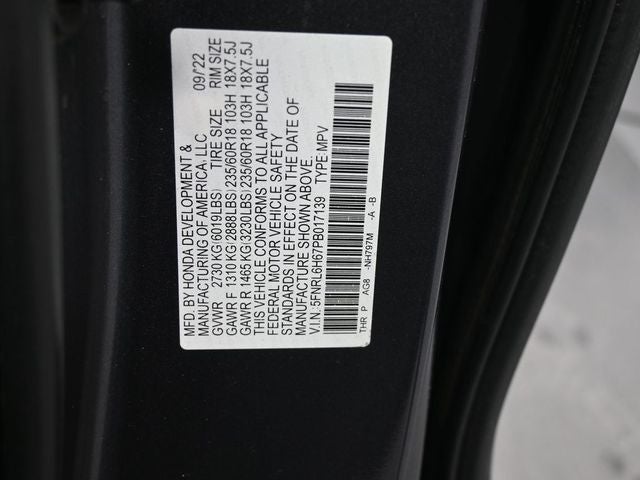 MFD. BY HONDA DEVELOPMENT &
MANUFACTURING OF AMERICA, LLC 09/22
GVWR 2730 KG(6019LBS) TIRE SIZE RIM SIZE
GAWR F 1310 KG(2888LBS)235/60R18 103H 18X7.5J
GAWR R 1465 KG(3230LBS)235/60R18 103H 18X7.5J
THIS VEHICLE CONFORMS TO ALL APPLICABLE
FEDERAL MOTOR VEHICLE SAFETY
STANDARDS IN EFFECT ON THE DATE OF
MANUFACTURE SHOWN ABOVE.
V.I.N.:5FNRL6H67PB017139 TYPE:MPV
THR P AG8 -NH797M -A -B